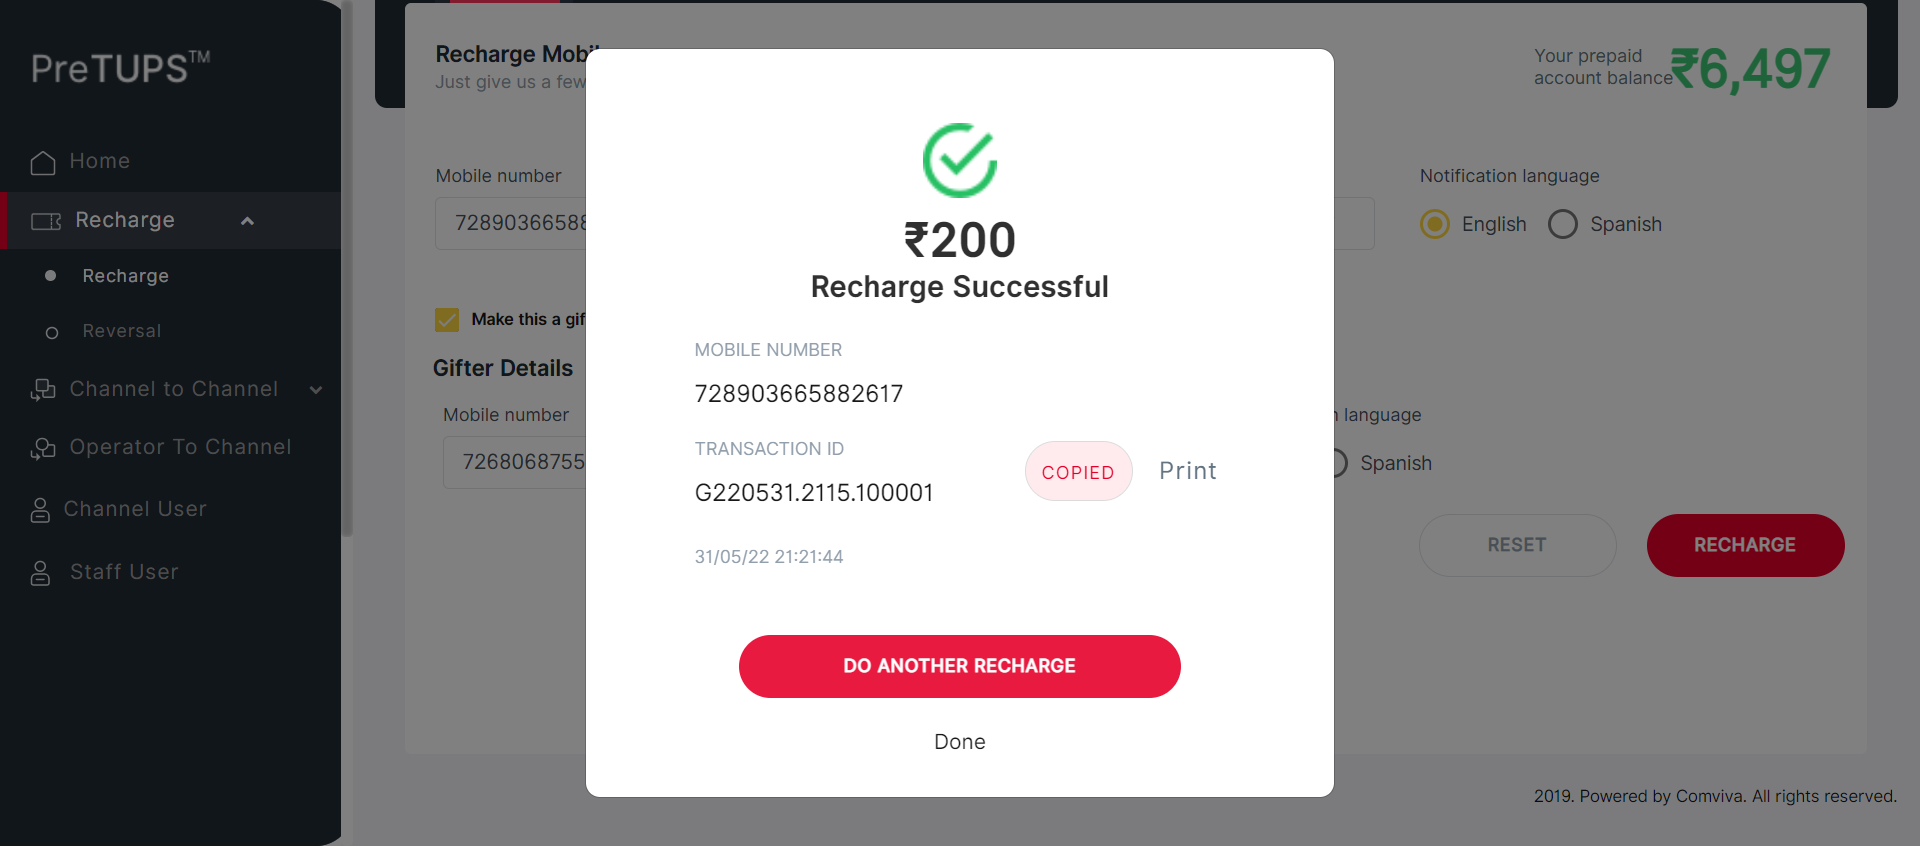 PreTUPS™
Home
Recharge
Recharge
Reversal
Channel to Channel
Operator To Channel
Channel User
Staff User
Recharge Mobil
Just give us a few
Your prepaid
account balance
₹6,497
Mobile number
72890366588
Notification language
English
Spanish
Make this a gif
Gifter Details
Mobile number
7268068755
language
Spanish
RESET
RECHARGE
₹200
Recharge Successful
MOBILE NUMBER
728903665882617
TRANSACTION ID
G220531.2115.100001
COPIED
Print
31/05/22 21:21:44
DO ANOTHER RECHARGE
Done
2019. Powered by Comviva. All rights reserved.